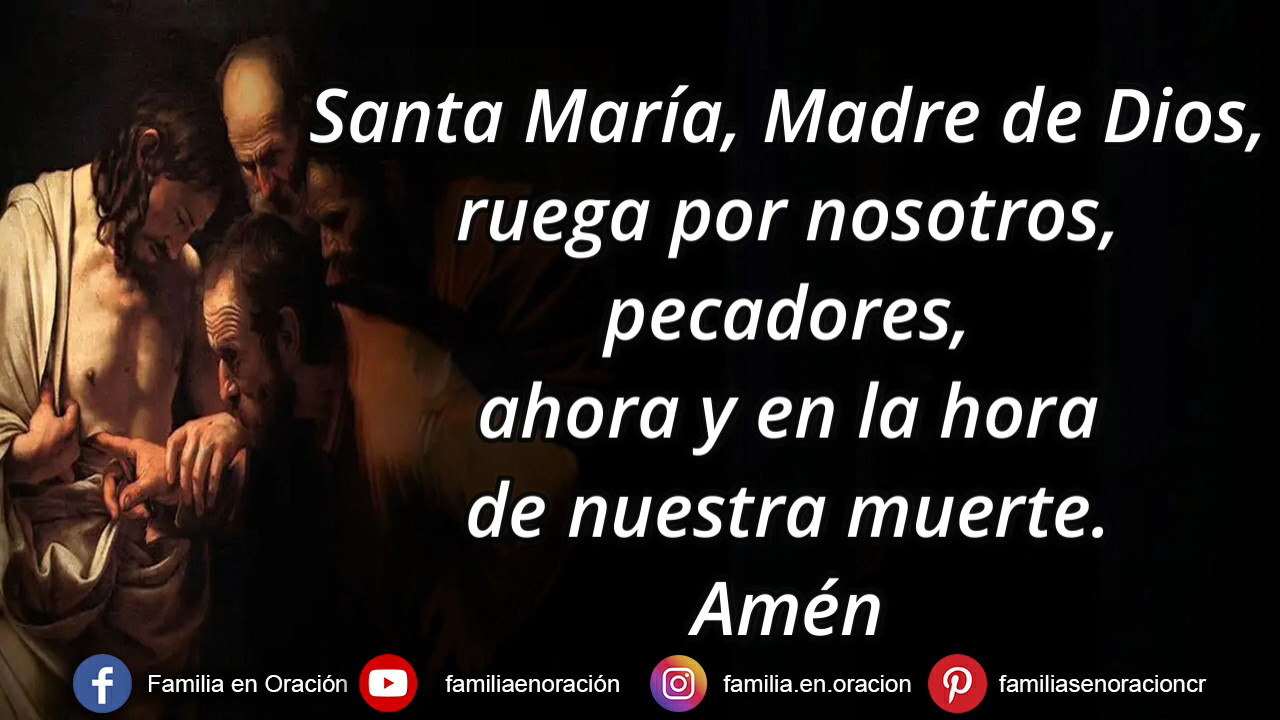 Santa María, Madre de Dios,
ruega por nosotros,
pecadores,
ahora y en la hora
de nuestra muerte.
Amén
Familia en Oración familiaenoración familia.en.oracion familiasenoracioncr